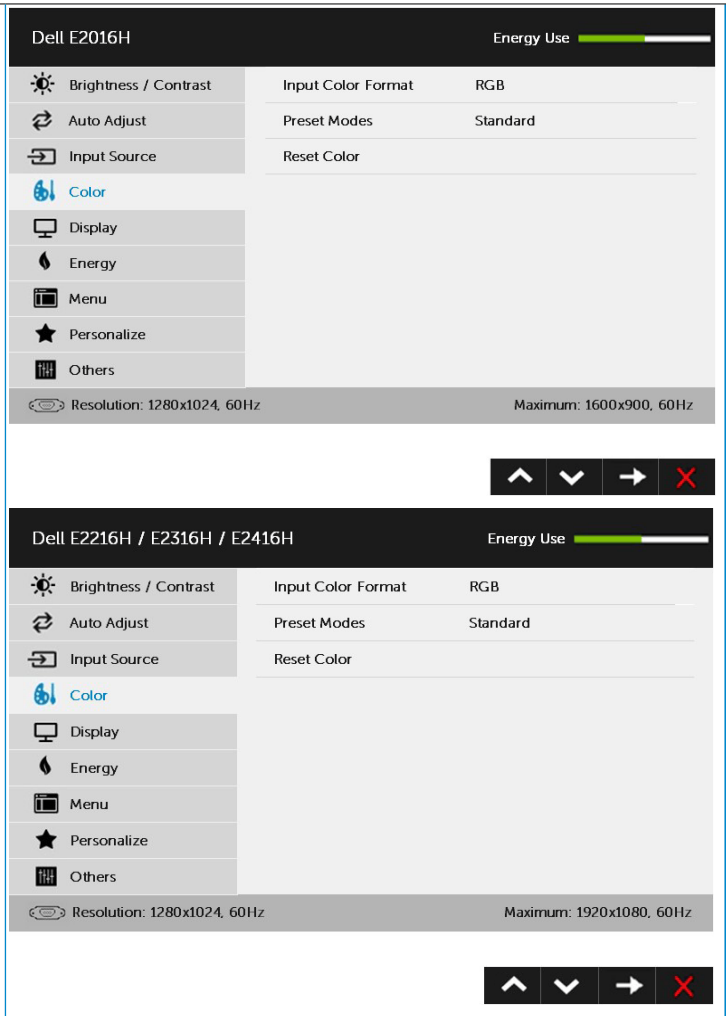 Dell E2016H Energy Use
Brightness / Contrast Input Color Format RGB
Auto Adjust Preset Modes Standard
Input Source Reset Color
Color
Display
Energy
Menu
Personalize
Others
Resolution: 1280x1024, 60Hz Maximum: 1600x900, 60Hz
Dell E2216H / E2316H / E2416H Energy Use
Brightness / Contrast Input Color Format RGB
Auto Adjust Preset Modes Standard
Input Source Reset Color
Color
Display
Energy
Menu
Personalize
Others
Resolution: 1280x1024, 60Hz Maximum: 1920x1080, 60Hz